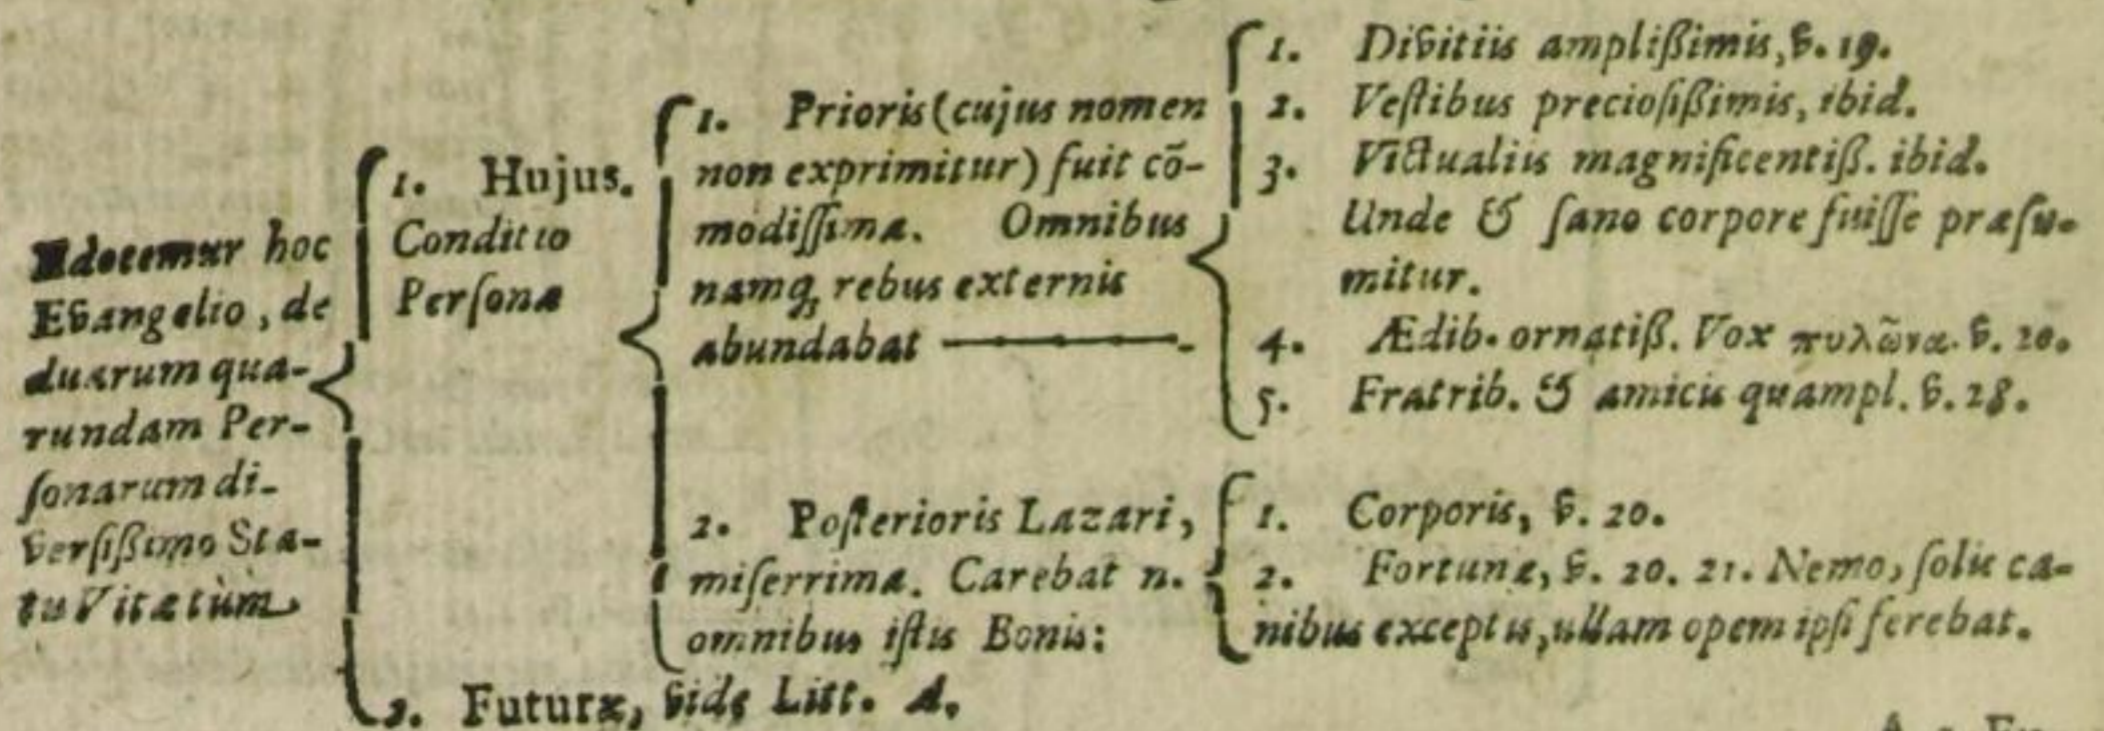 Edocemur hoc
Evangelio, de
duarum qua-
rundam Per-
ſonarum di-
verſißimo Sta-
tu Vitæ tùm
1. Hujus.
Conditio
Perſonæ
1. Prioris (cujus nomen
non exprimitur) fuit cõ-
modiſſima. Omnibus
namq; rebus externis
abundabat
1. Divitiis amplißimis, v. 19.
2. Veſtibus precioſißimis, ibid.
3. Victualiis magnificentiß. ibid.
Unde & ſano corpore fuiſſe præſu-
mitur.
4. Ædib. ornatiß. Vox πυλῶνα. v. 20.
5. Fratrib. & amicis quampl. v. 28.
2. Poſterioris Lazari,
miſerrima. Carebat n.
omnibus iſtis Bonis:
1. Corporis, v. 20.
2. Fortunæ, v. 20. 21. Nemo, ſolis ca-
nibus exceptis, ullam opem ipſi ferebat.
2. Futuræ, vide Litt. A.